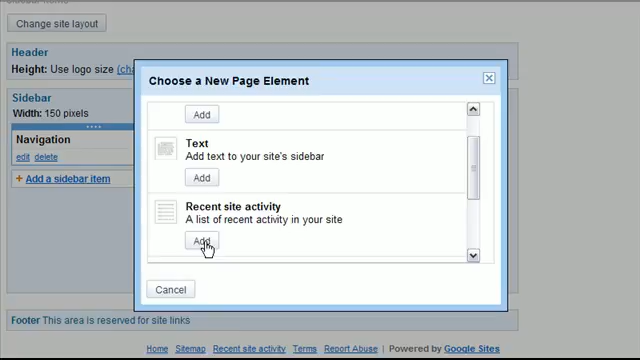 Change site layout
Header
Height: Use logo size (cha
Sidebar
Width: 150 pixels
Navigation
edit delete
+ Add a sidebar item
Choose a New Page Element
Add
Text
Add text to your site's sidebar
Add
Recent site activity
A list of recent activity in your site
Add
Cancel
Footer This area is reserved for site links
Home Sitemap Recent site activity Terms Report Abuse | Powered by Google Sites